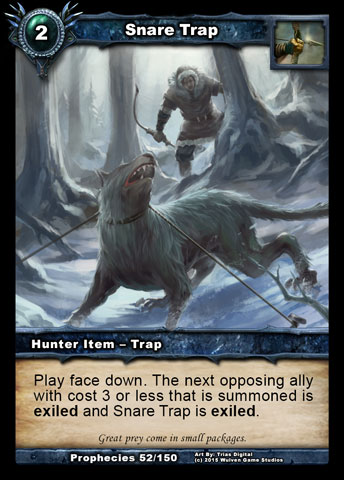 2
Snare Trap
Hunter Item – Trap
Play face down. The next opposing ally
with cost 3 or less that is summoned is
exiled and Snare Trap is exiled.
Great prey come in small packages.
Prophecies 52/150
Art By: Trias Digital
(c) 2015 Wulven Game Studios